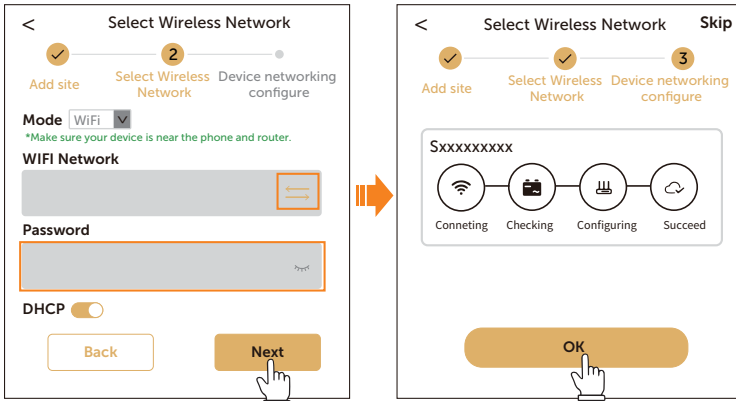 < Select Wireless Network
2
Add site
Select Wireless
Network
Device networking
configure
Mode WiFi
*Make sure your device is near the phone and router.
WIFI Network
Password
DHCP
Back Next
< Select Wireless Network Skip
3
Add site
Select Wireless
Network
Device networking
configure
Sxxxxxxxxx
Conneting Checking Configuring Succeed
OK